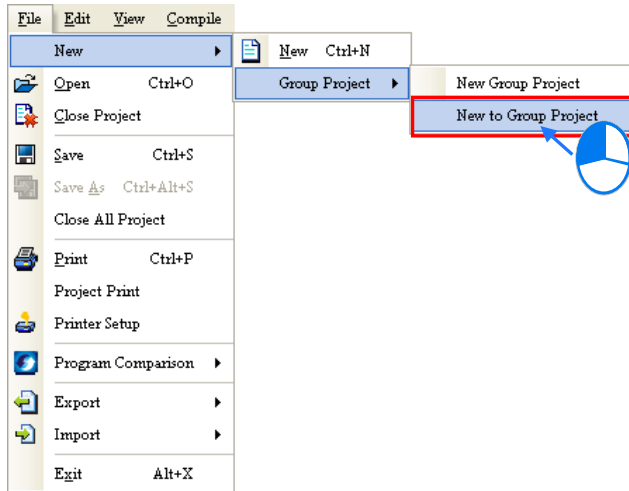 File Edit View Compile
New
New Ctrl+N
Group Project
New Group Project
New to Group Project
Open Ctrl+O
Close Project
Save Ctrl+S
Save As Ctrl+Alt+S
Close All Project
Print Ctrl+P
Project Print
Printer Setup
Program Comparison
Export
Import
Exit Alt+X